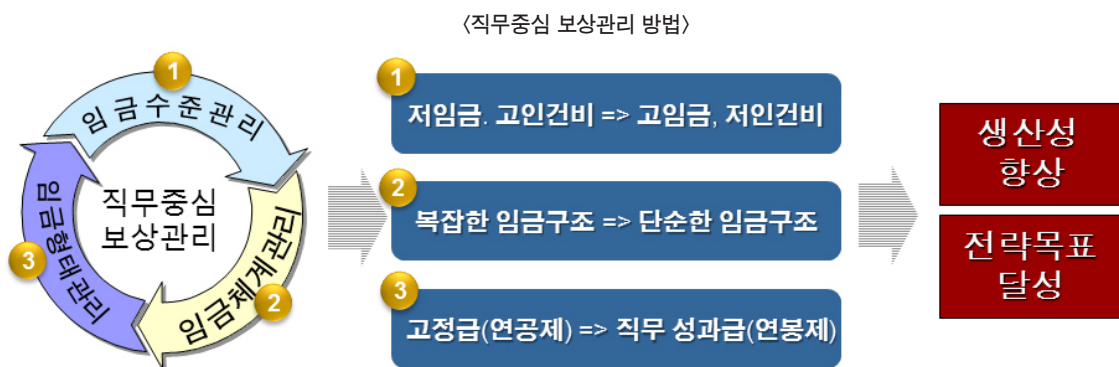 〈직무중심 보상관리 방법〉
1
임금수준관리
2
임금체계관리
3
임금형태관리
직무중심
보상관리
1
저임금. 고인건비 => 고임금, 저인건비
2
복잡한 임금구조 => 단순한 임금구조
3
고정급(연공제) => 직무 성과급(연봉제)
생산성
향상
전략목표
달성